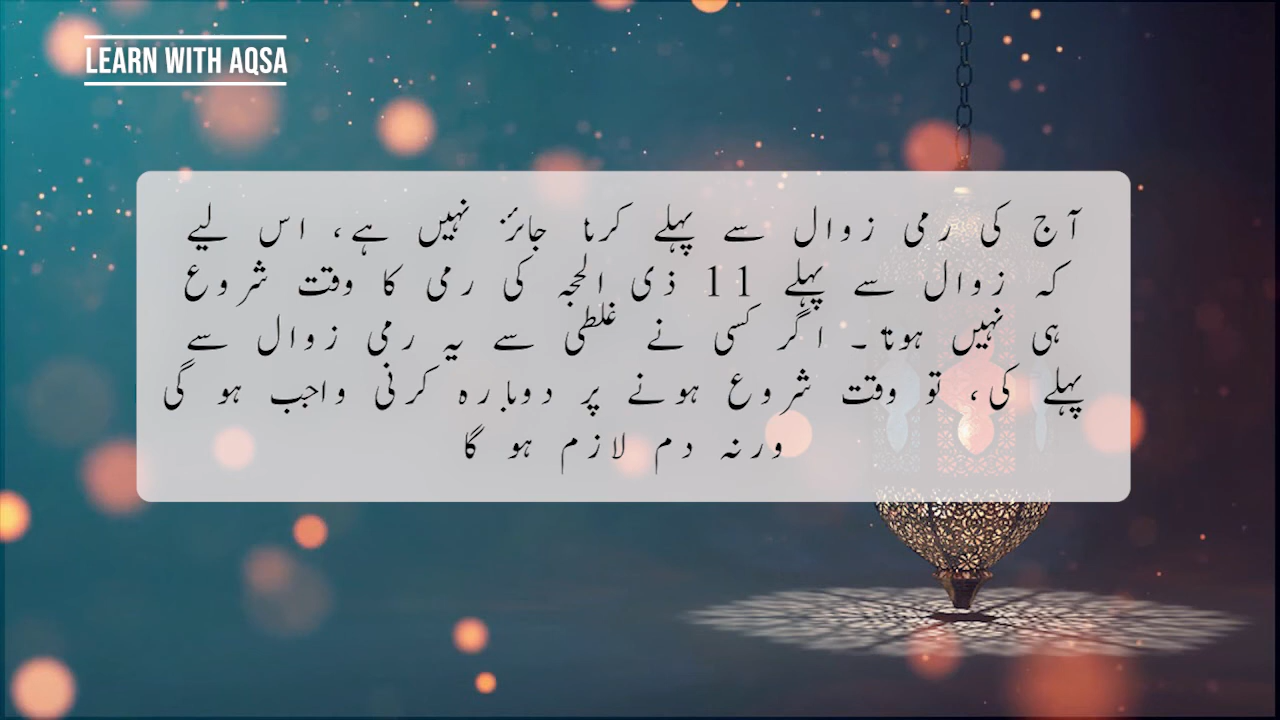 LEARN WITH AQSA
آج کی رمی زوال سے پہلے کرنا جائز نہیں ہے، اس لیے
کہ زوال سے پہلے 11 ذی الحجہ کی رمی کا وقت شروع
ہی نہیں ہوتا۔ اگر کسی نے غلطی سے یہ رمی زوال سے
پہلے کی، تو وقت شروع ہونے پر دوبارہ کرنی واجب ہو گی
ورنہ دم لازم ہو گا